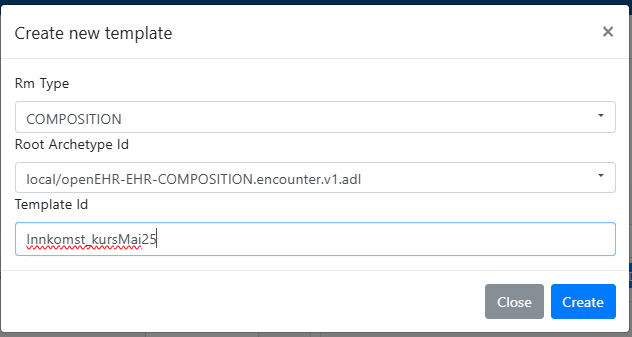 Create new template
×
Rm Type
COMPOSITION
Root Archetype Id
local/openEHR-EHR-COMPOSITION.encounter.v1.adl
Template Id
Innkomst_kursMai25
Close Create